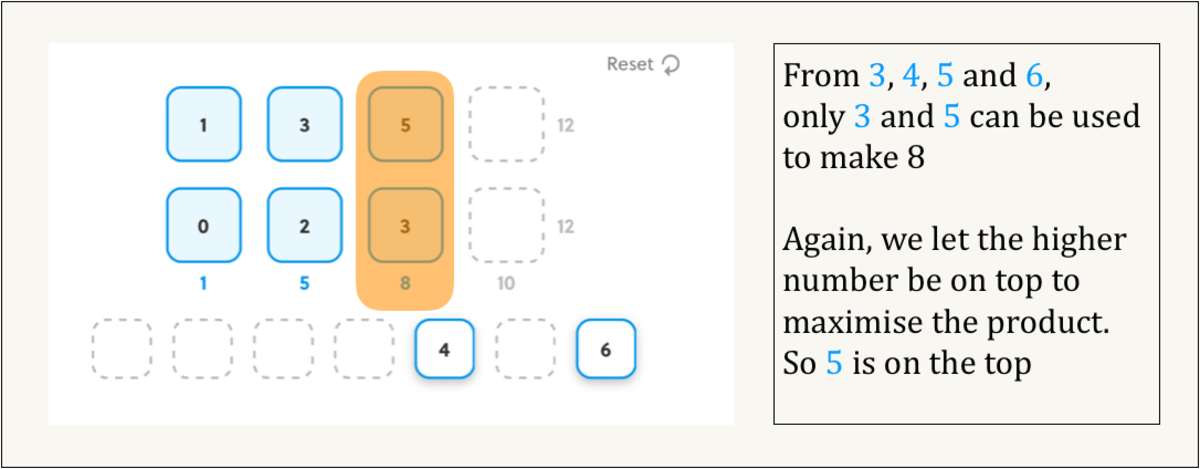 Reset
1 3 5 12
0 2 3 12
1 5 8 10
4 6
From 3, 4, 5 and 6,
only 3 and 5 can be used
to make 8
Again, we let the higher
number be on top to
maximise the product.
So 5 is on the top